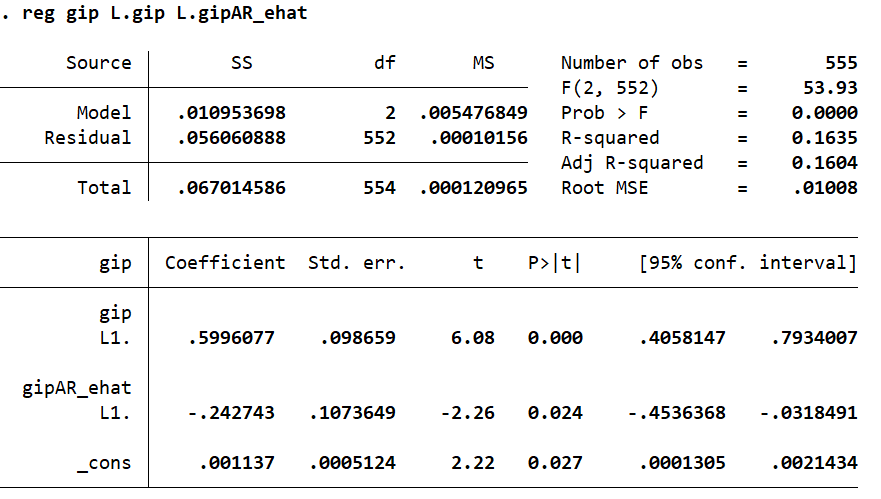 . reg gip L.gip L.gipAR_ehat
Source SS df MS Number of obs = 555
F(2, 552) = 53.93
Model .010953698 2 .005476849 Prob > F = 0.0000
Residual .056060888 552 .00010156 R-squared = 0.1635
Adj R-squared = 0.1604
Total .067014586 554 .000120965 Root MSE = .01008
gip Coefficient Std. err. t P>|t| [95% conf. interval]
gip
L1. .5996077 .098659 6.08 0.000 .4058147 .7934007
gipAR_ehat
L1. -.242743 .1073649 -2.26 0.024 -.4536368 -.0318491
_cons .001137 .0005124 2.22 0.027 .0001305 .0021434